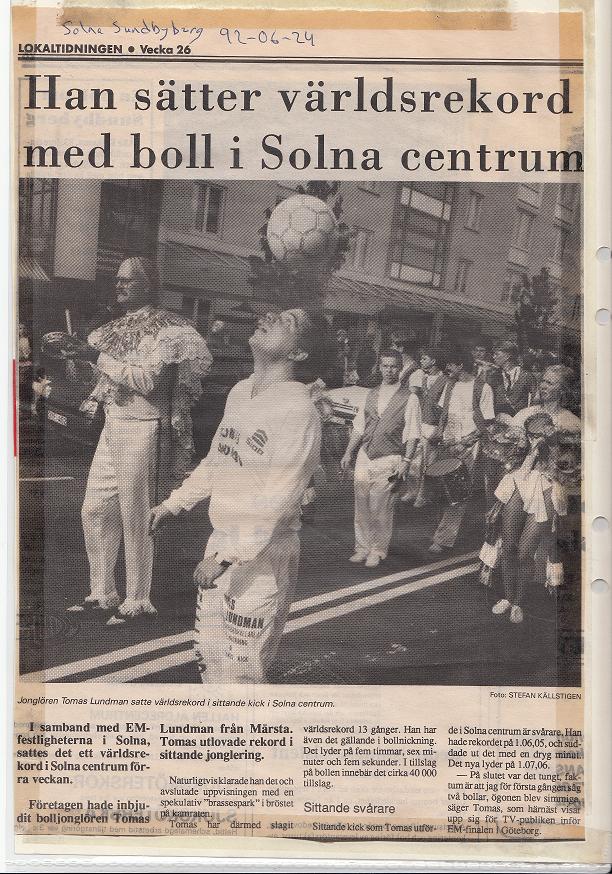 Solna Sundbyberg 92-06-24
LOKALTIDNINGEN • Vecka 26
Han sätter världsrekord
med boll i Solna centrum
LUNDMAN
Jonglören Tomas Lundman satte världsrekord i sittande kick i Solna centrum.
Foto: STEFAN KÄLLSTIGEN
I samband med EM-
festligheterna i Solna,
sattes det ett världsre-
kord i Solna centrum för-
ra veckan.
Företagen hade inbju-
dit bolljonglören Tomas
Lundman från Märsta.
Tomas utlovade rekord i
sittande jonglering.
Naturligtvis klarade han det och
avslutade uppvisningen med en
spekulativ "brassespark" i bröstet
på kamraten.
Tomas har därmed slagit
världsrekord 13 gånger. Han har
även det gällande i bollnickning.
Det lyder på fem timmar, sex mi-
nuter och fem sekunder. I tillslag
på bollen innebär det cirka 40 000
tillslag.
Sittande svårare
Sittande kick som Tomas utför-
de i Solna centrum är svårare. Han
hade rekordet på 1.06,05, och sud-
dade ut det med en dryg minut.
Det nya lyder på 1.07,06.
— På slutet var det tungt, fak-
tum är att jag för första gången såg
två bollar, ögonen blev simmiga,
säger Tomas, som härnäst visar
upp sig för TV-publiken inför
EM-finalen i Göteborg.